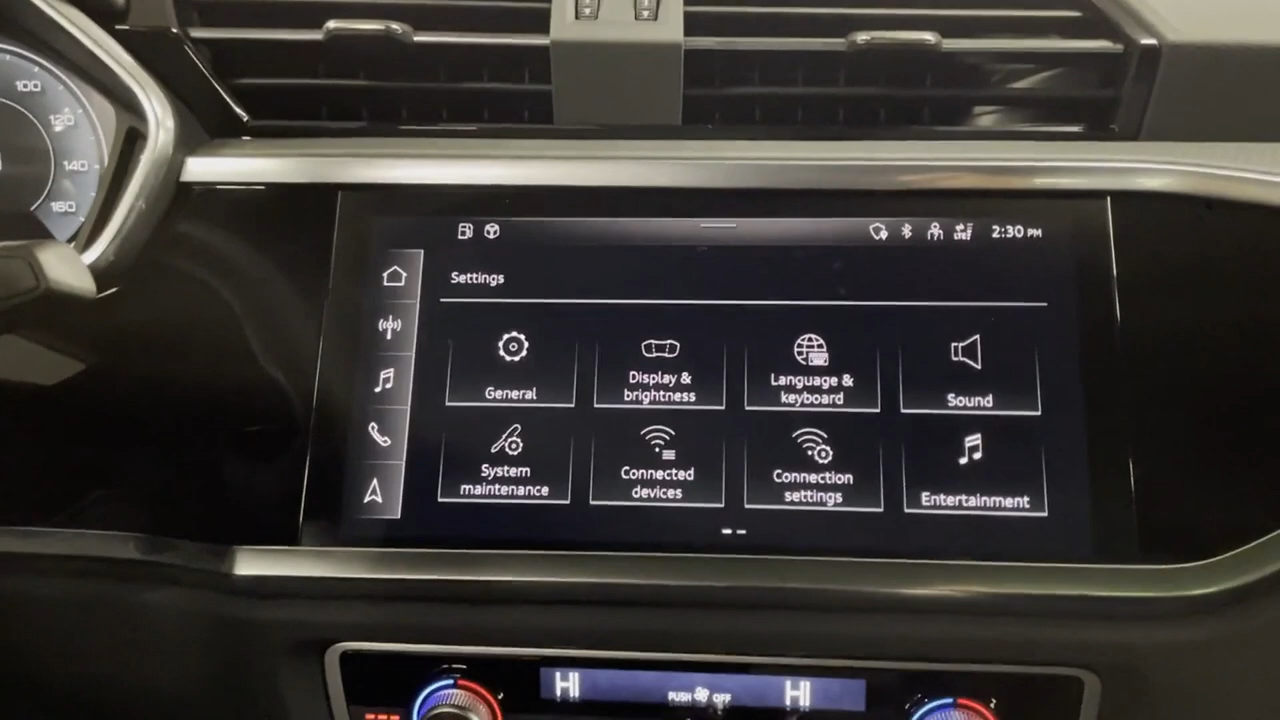 100
120
140
160
LTE
2:30 PM
Settings
General
Display &
brightness
Language &
keyboard
Sound
System
maintenance
Connected
devices
Connection
settings
Entertainment
HI
PUSH OFF
HI